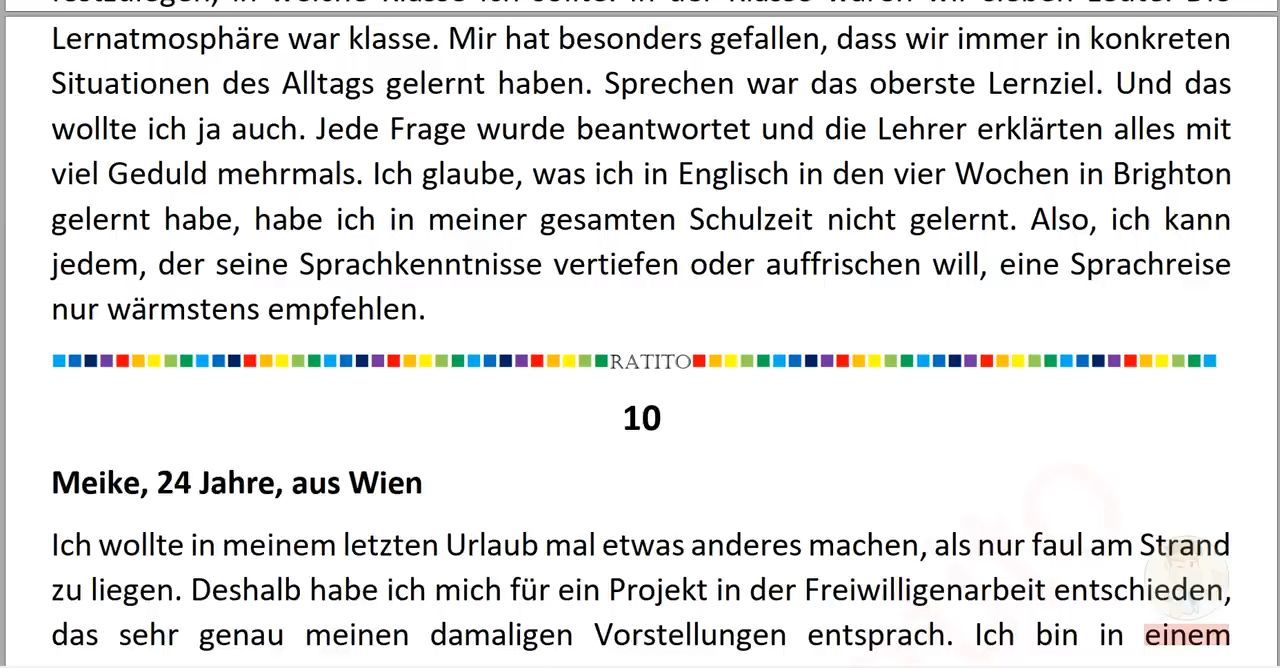 Lernatmosphäre war klasse. Mir hat besonders gefallen, dass wir immer in konkreten
Situationen des Alltags gelernt haben. Sprechen war das oberste Lernziel. Und das
wollte ich ja auch. Jede Frage wurde beantwortet und die Lehrer erklärten alles mit
viel Geduld mehrmals. Ich glaube, was ich in Englisch in den vier Wochen in Brighton
gelernt habe, habe ich in meiner gesamten Schulzeit nicht gelernt. Also, ich kann
jedem, der seine Sprachkenntnisse vertiefen oder auffrischen will, eine Sprachreise
nur wärmstens empfehlen.
RATITO
10
Meike, 24 Jahre, aus Wien
Ich wollte in meinem letzten Urlaub mal etwas anderes machen, als nur faul am Strand
zu liegen. Deshalb habe ich mich für ein Projekt in der Freiwilligenarbeit entschieden,
das sehr genau meinen damaligen Vorstellungen entsprach. Ich bin in einem